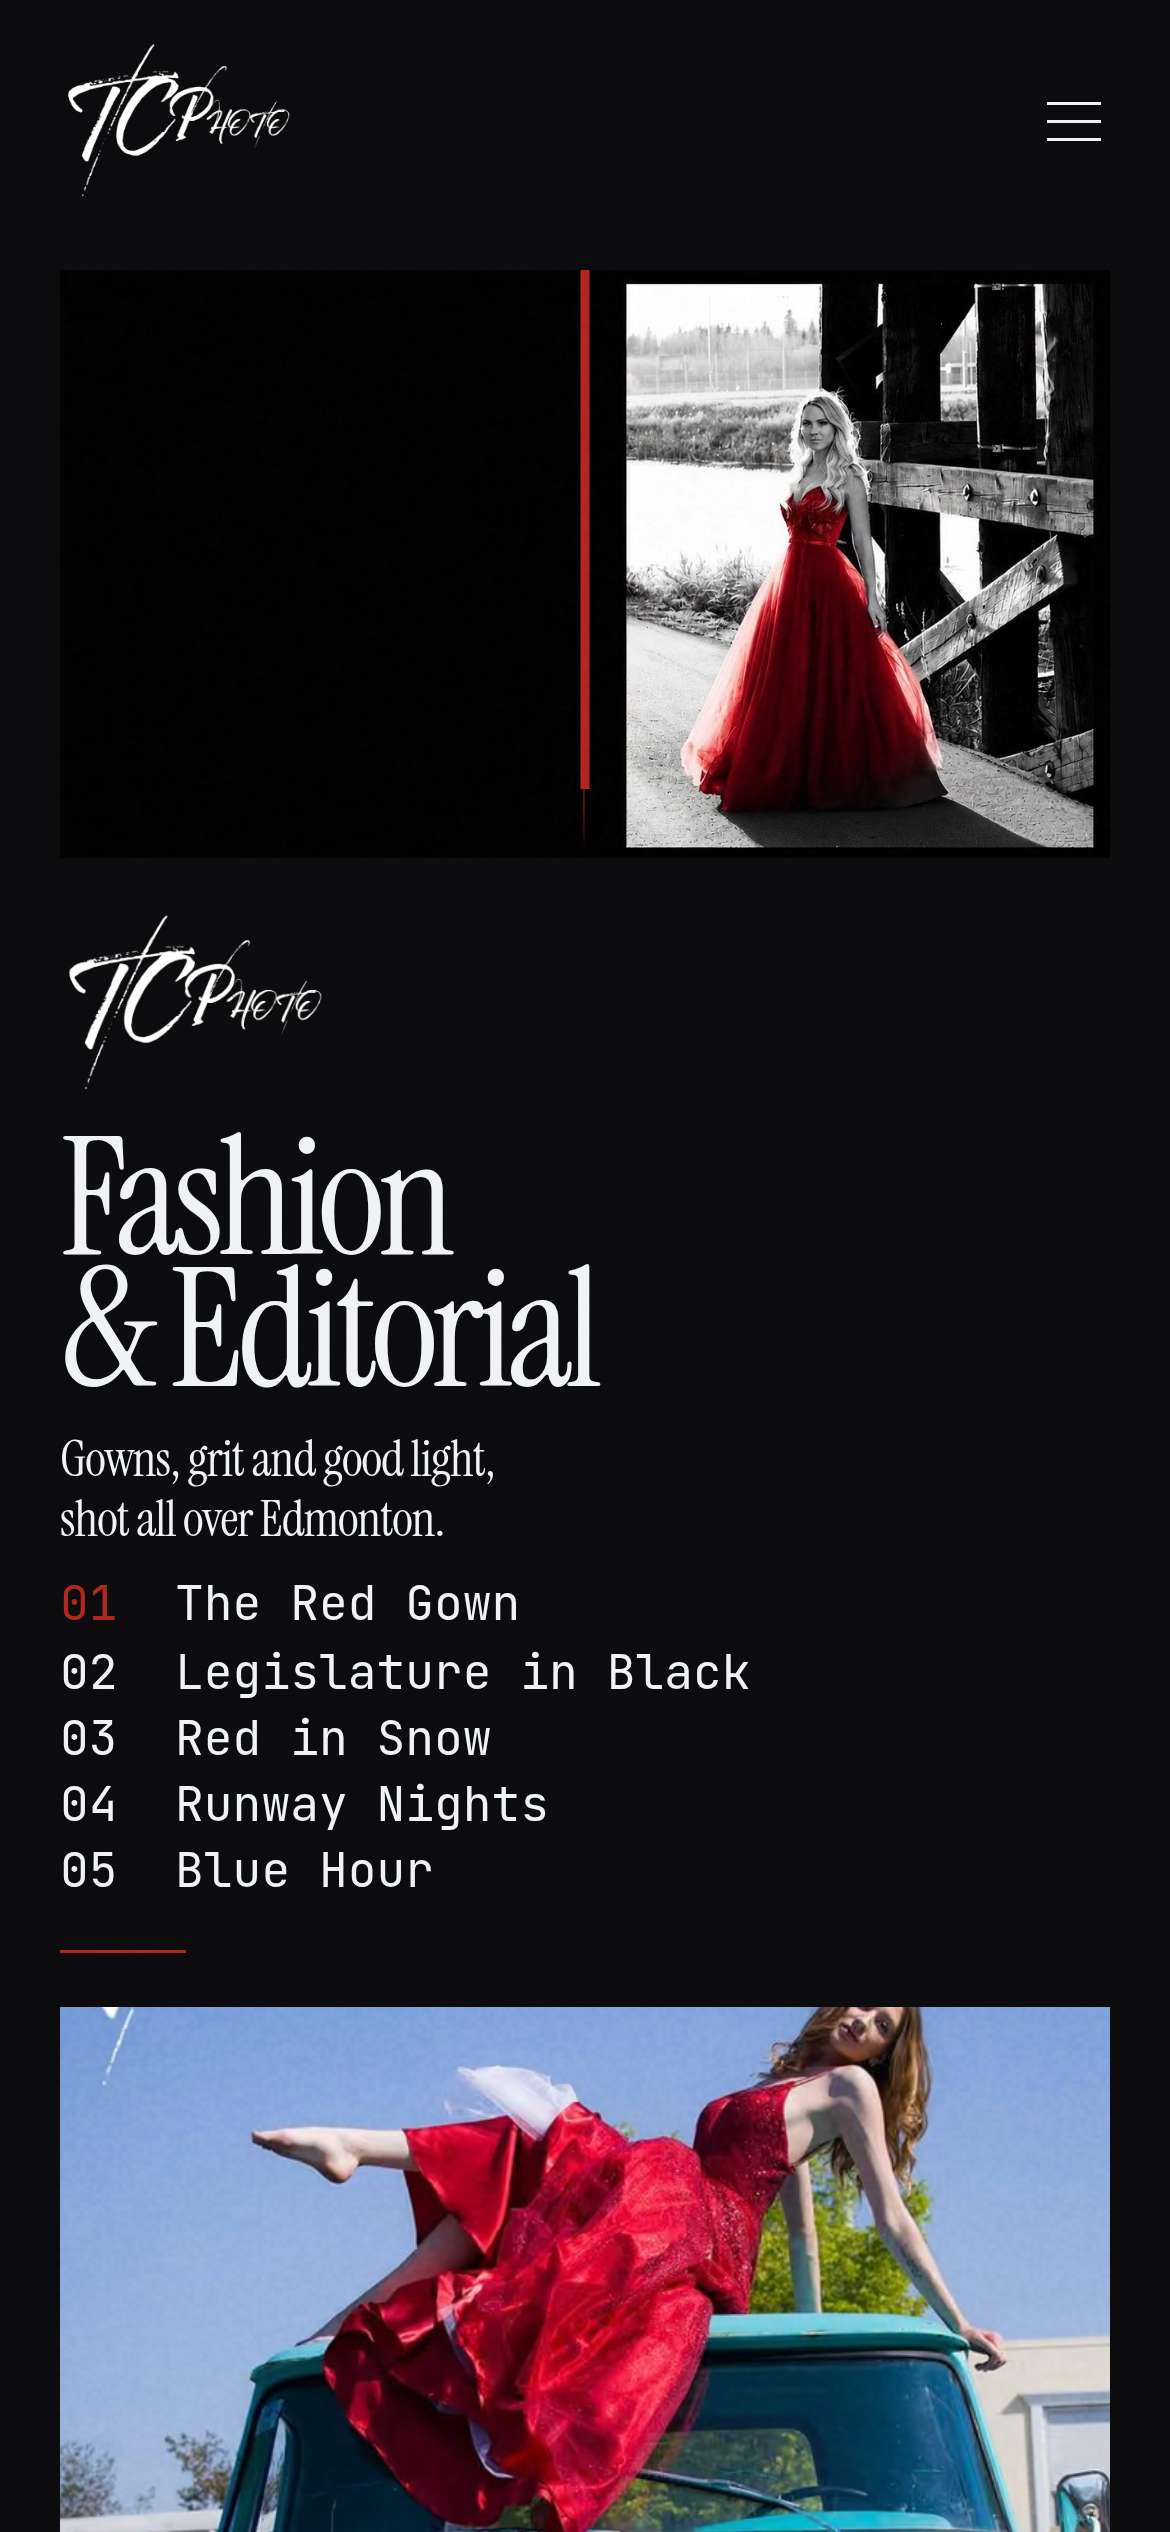 TCPHOTO
TCPHOTO
Fashion
& Editorial
Gowns, grit and good light,
shot all over Edmonton.
01 The Red Gown
02 Legislature in Black
03 Red in Snow
04 Runway Nights
05 Blue Hour